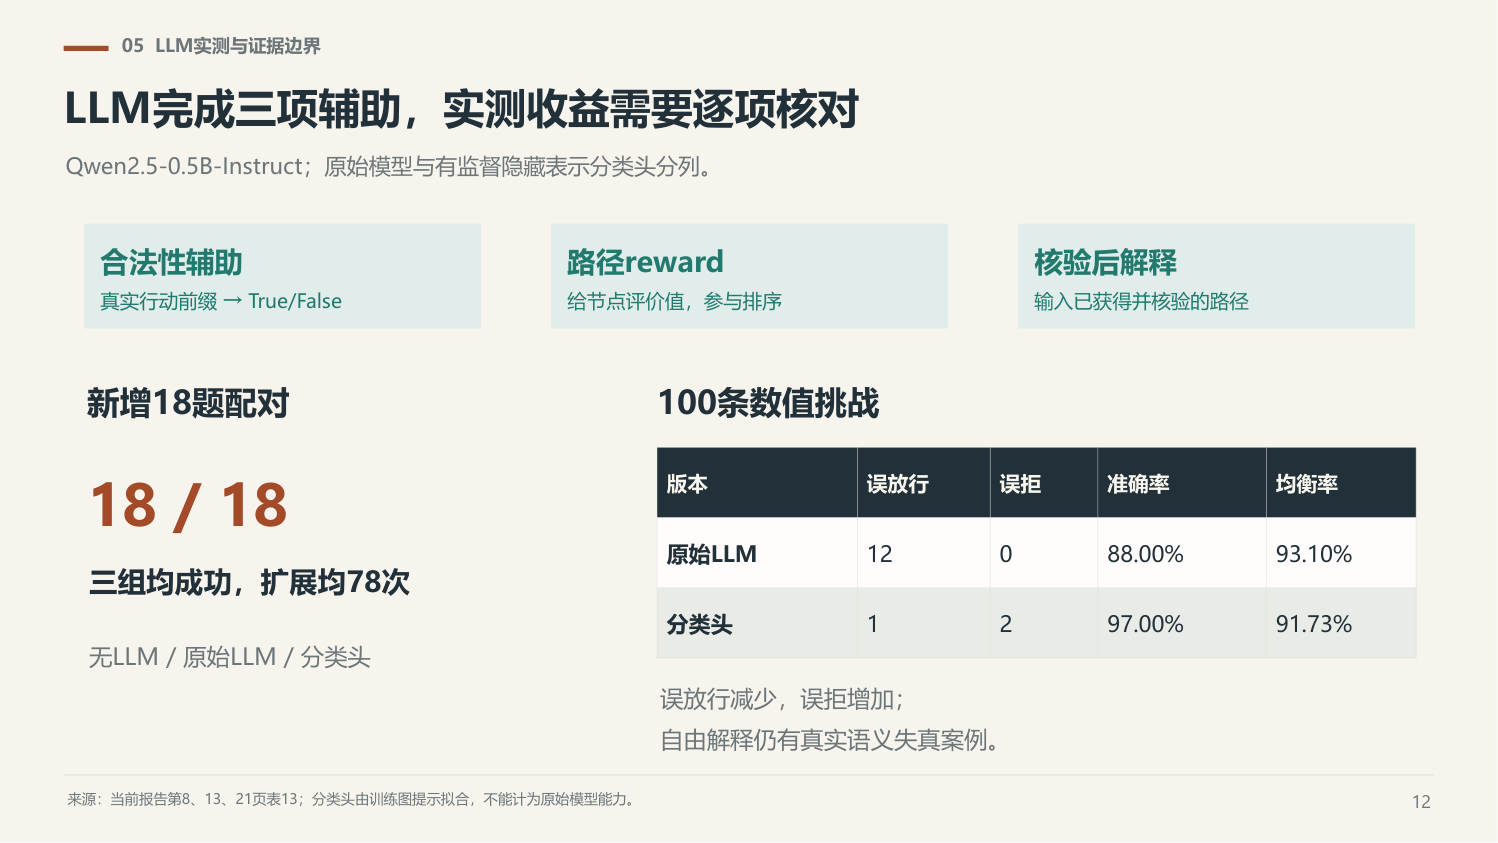 05 LLM实测与证据边界
LLM完成三项辅助，实测收益需要逐项核对
Qwen2.5-0.5B-Instruct；原始模型与有监督隐藏表示分类头分列。
合法性辅助
真实行动前缀 → True/False
路径reward
给节点评价值，参与排序
核验后解释
输入已获得并核验的路径
新增18题配对
18 / 18
三组均成功，扩展均78次
无LLM / 原始LLM / 分类头
100条数值挑战
版本 误放行 误拒 准确率 均衡率
原始LLM 12 0 88.00% 93.10%
分类头 1 2 97.00% 91.73%
误放行减少，误拒增加；
自由解释仍有真实语义失真案例。
来源：当前报告第8、13、21页表13；分类头由训练图提示拟合，不能计为原始模型能力。
12